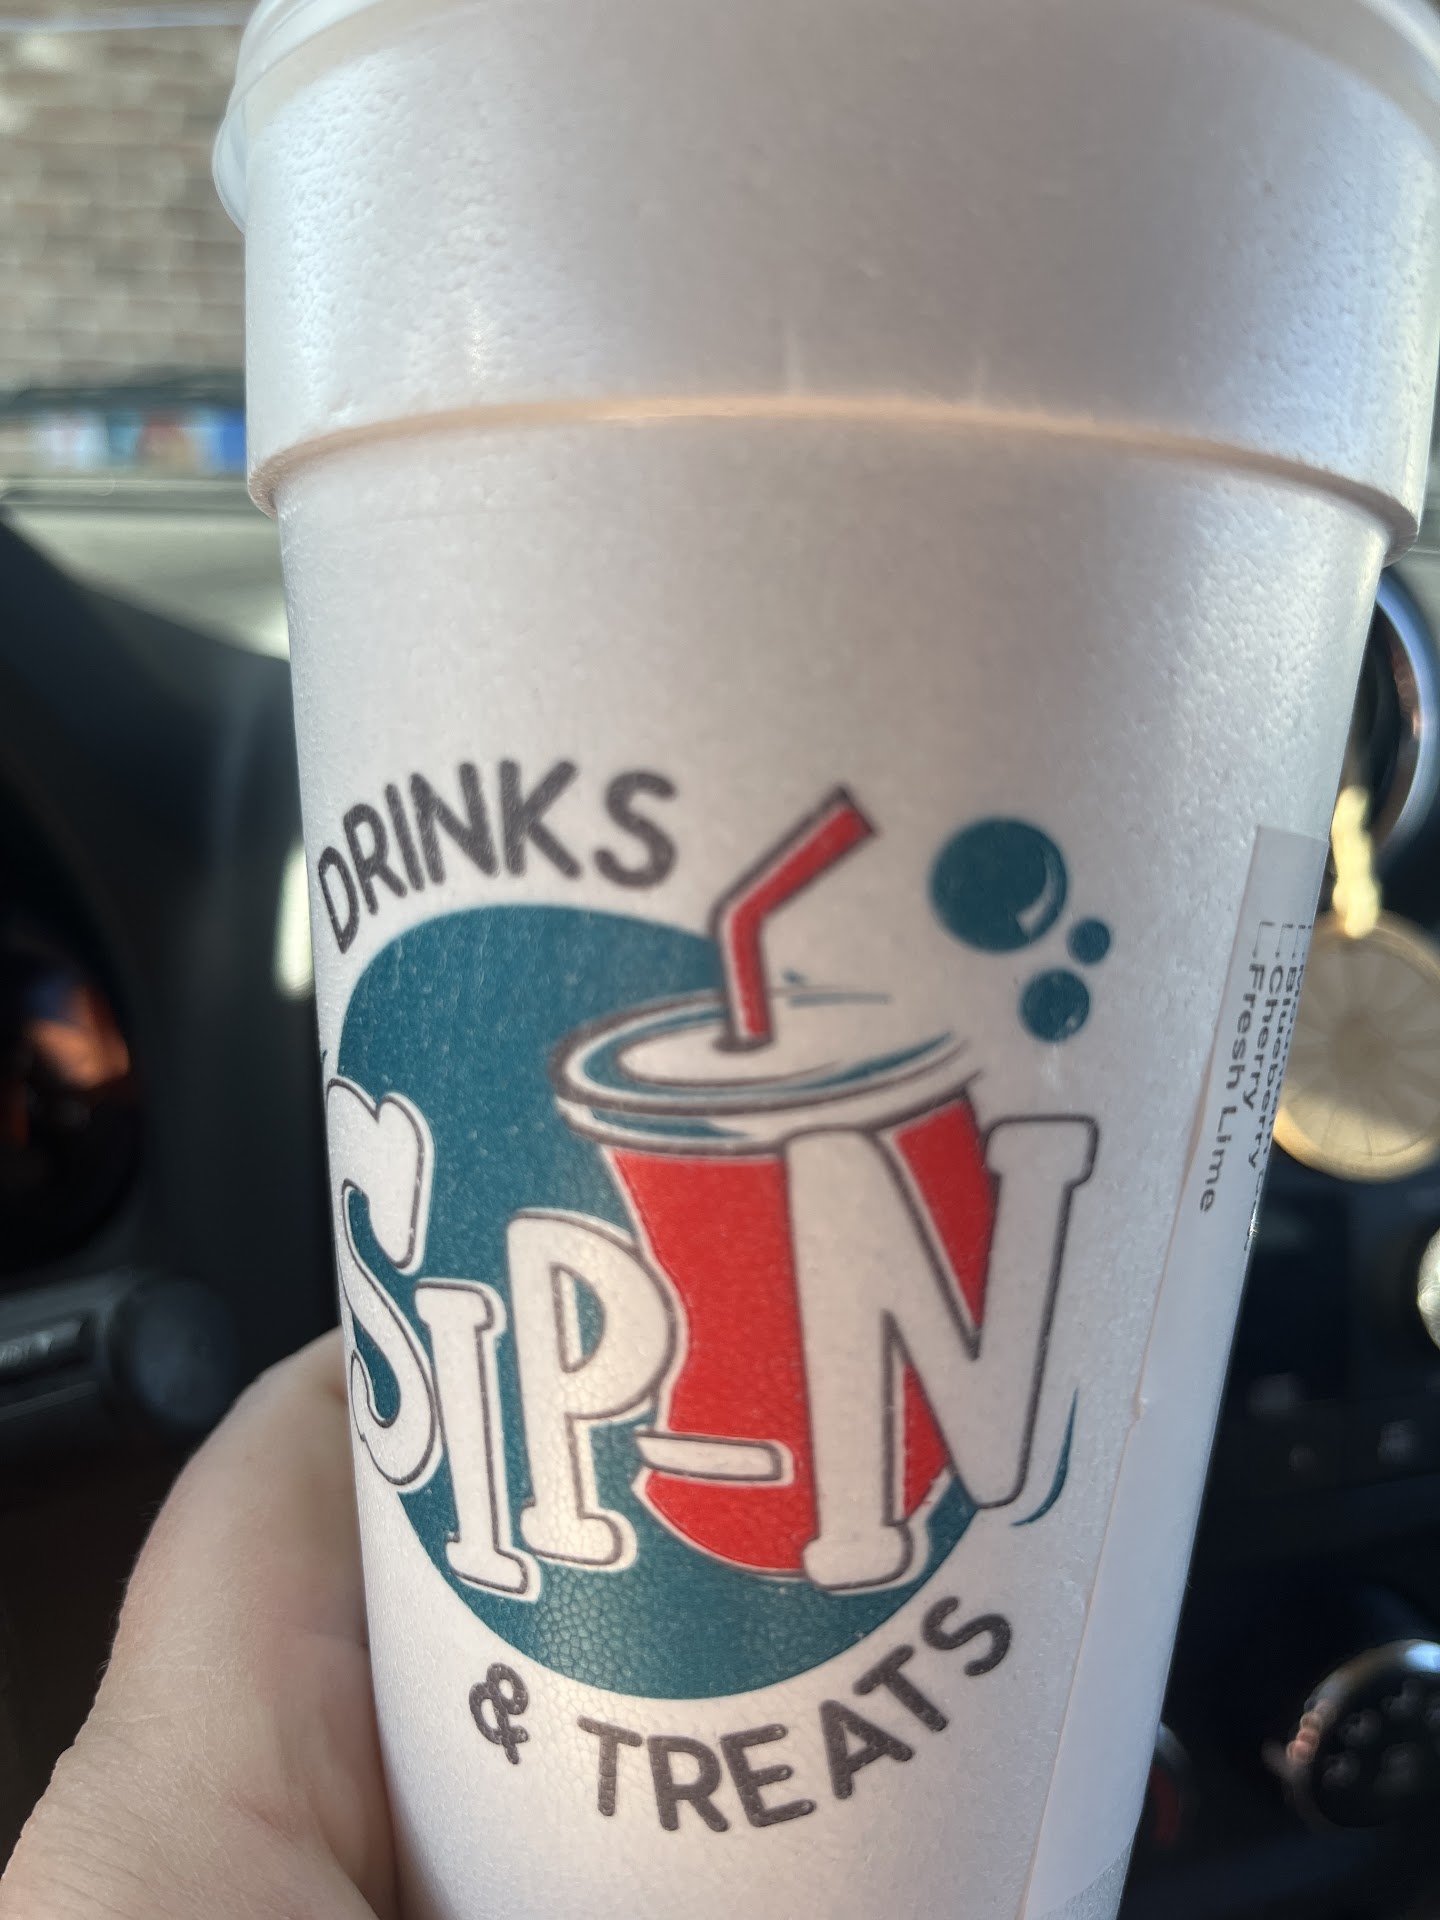 DRINKS
SIP-N
& TREATS
Cherry
Fresh Lime